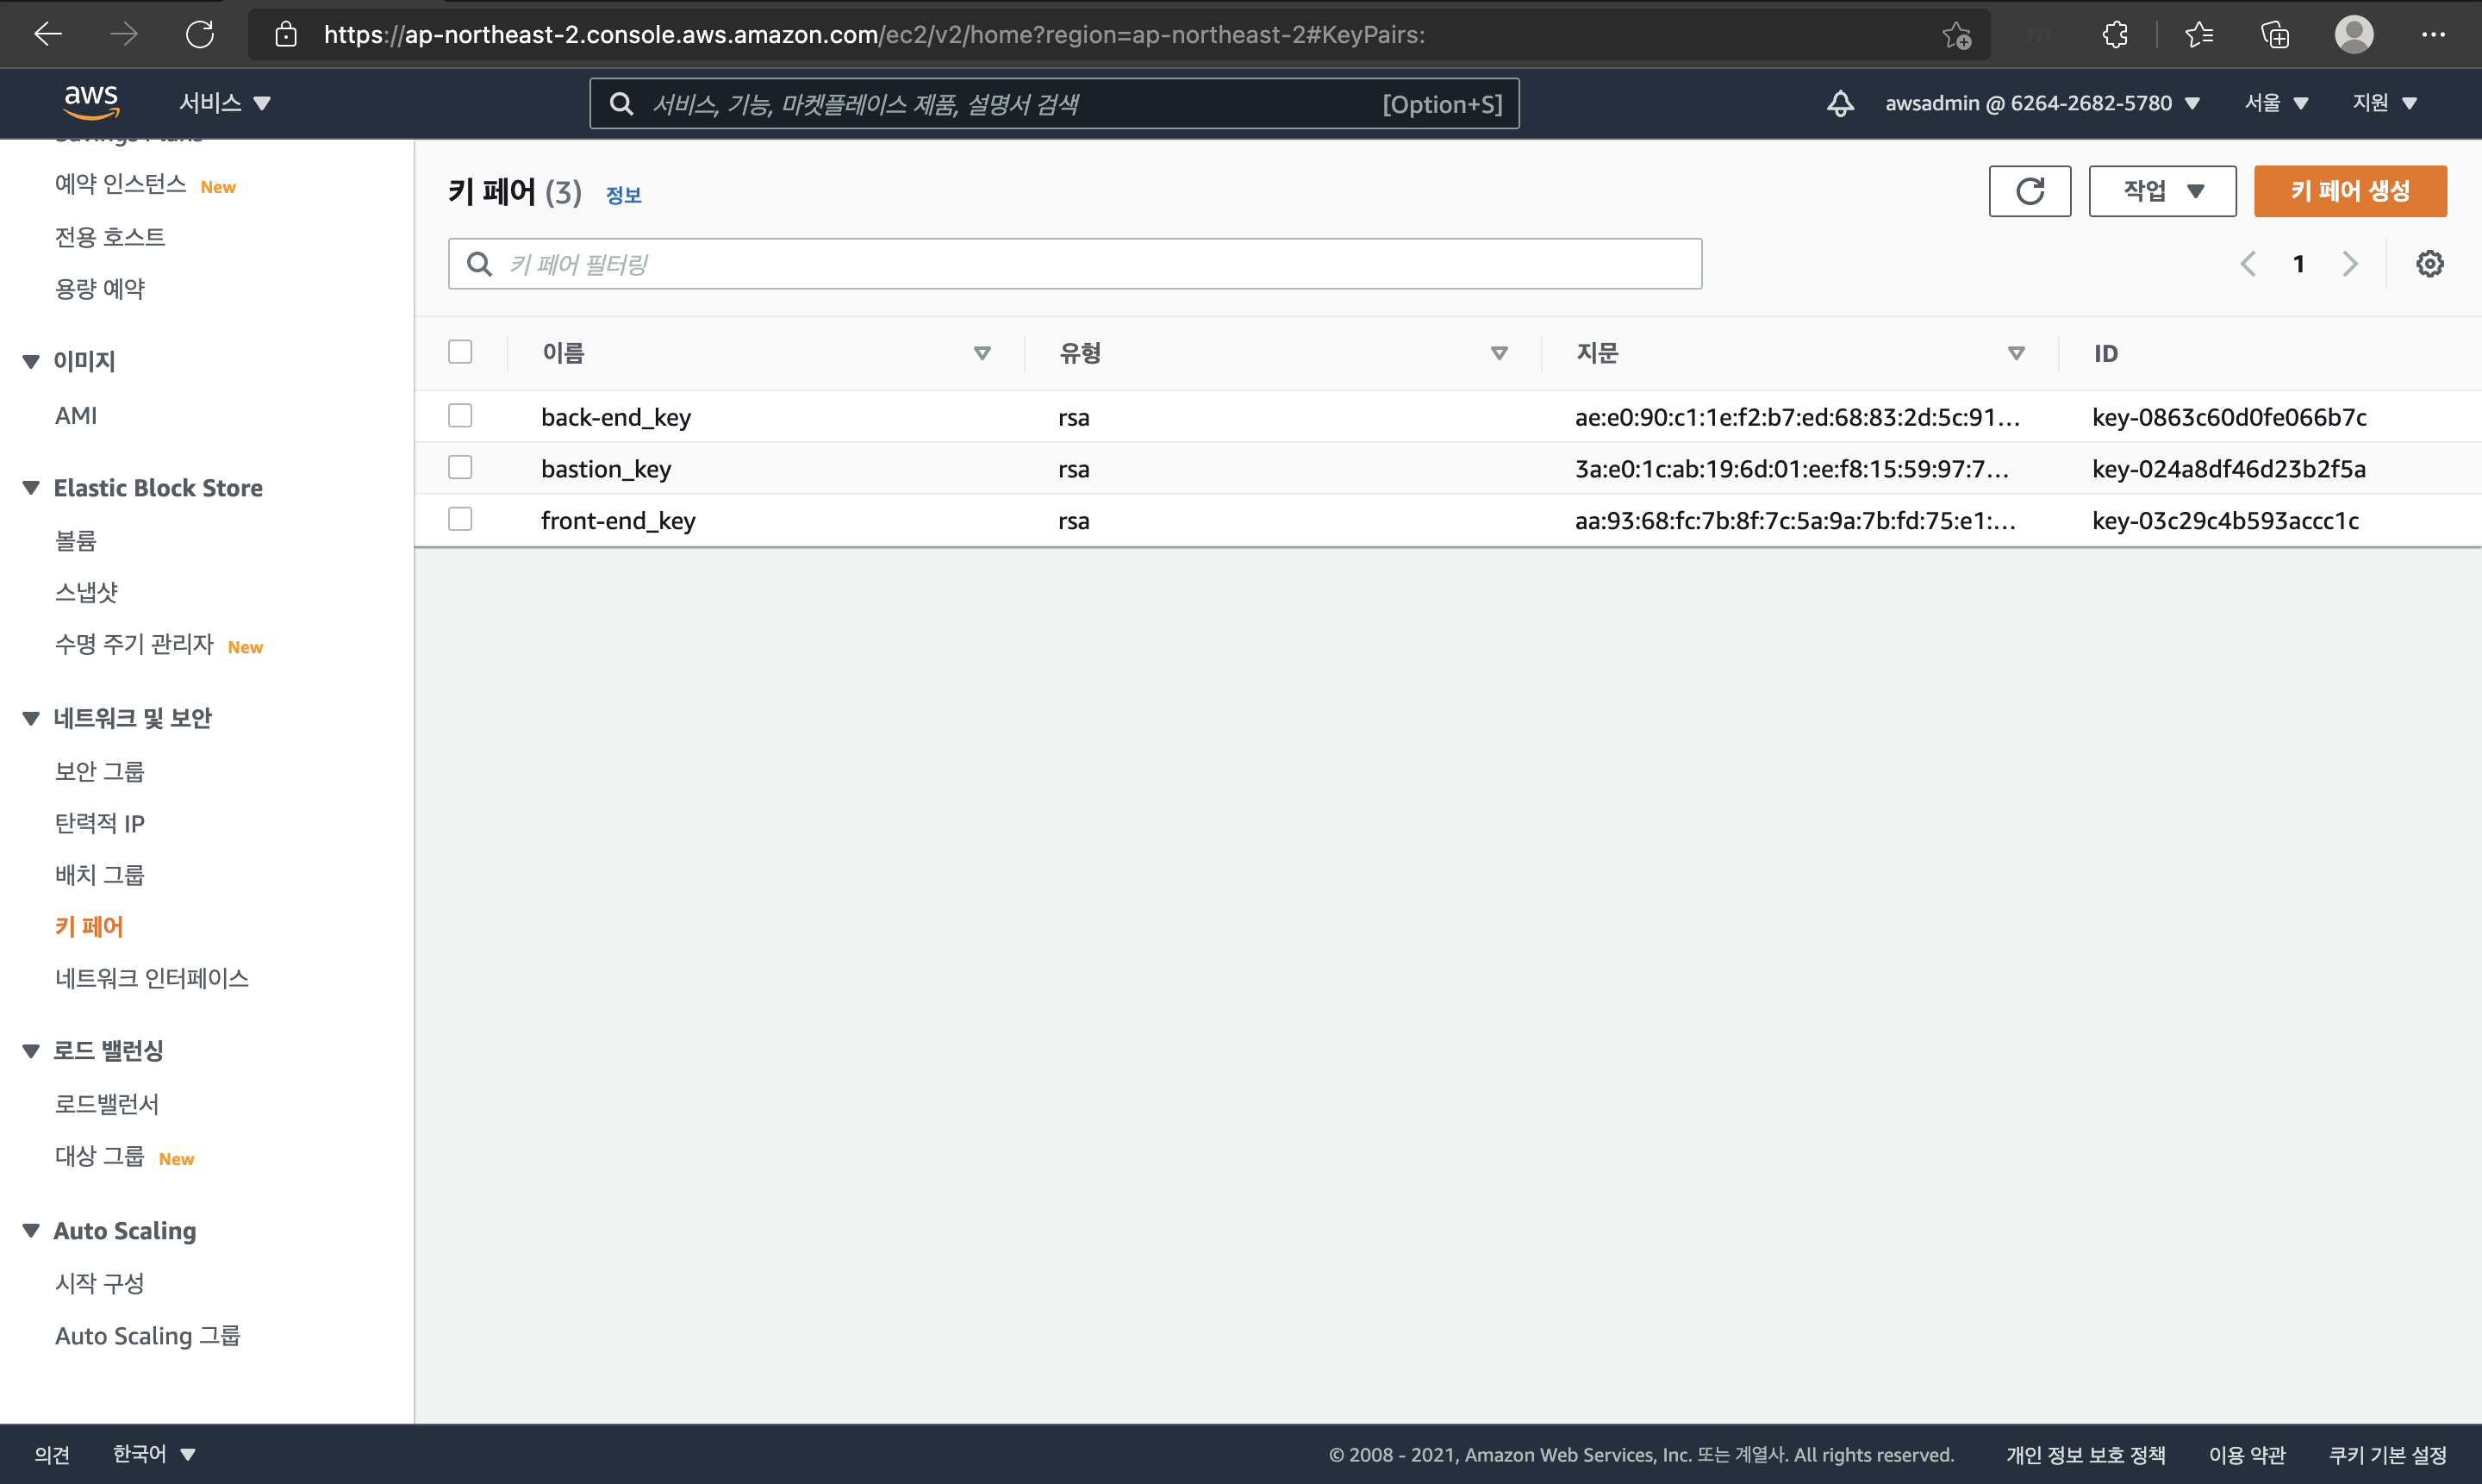 https://ap-northeast-2.console.aws.amazon.com/ec2/v2/home?region=ap-northeast-2#KeyPairs:
aws
서비스
서비스, 기능, 마켓플레이스 제품, 설명서 검색
[Option+S]
awsadmin @ 6264-2682-5780
서울
지원
Savings Plans
예약 인스턴스 New
전용 호스트
용량 예약
이미지
AMI
Elastic Block Store
볼륨
스냅샷
수명 주기 관리자 New
네트워크 및 보안
보안 그룹
탄력적 IP
배치 그룹
키 페어
네트워크 인터페이스
로드 밸런싱
로드밸런서
대상 그룹 New
Auto Scaling
시작 구성
Auto Scaling 그룹
키 페어 (3) 정보
작업
키 페어 생성
키 페어 필터링
1
이름 유형 지문 ID
back-end_key rsa ae:e0:90:c1:1e:f2:b7:ed:68:83:2d:5c:91... key-0863c60d0fe066b7c
bastion_key rsa 3a:e0:1c:ab:19:6d:01:ee:f8:15:59:97:7... key-024a8df46d23b2f5a
front-end_key rsa aa:93:68:fc:7b:8f:7c:5a:9a:7b:fd:75:e1:... key-03c29c4b593accc1c
의견
한국어
© 2008 - 2021, Amazon Web Services, Inc. 또는 계열사. All rights reserved.
개인 정보 보호 정책
이용 약관
쿠키 기본 설정